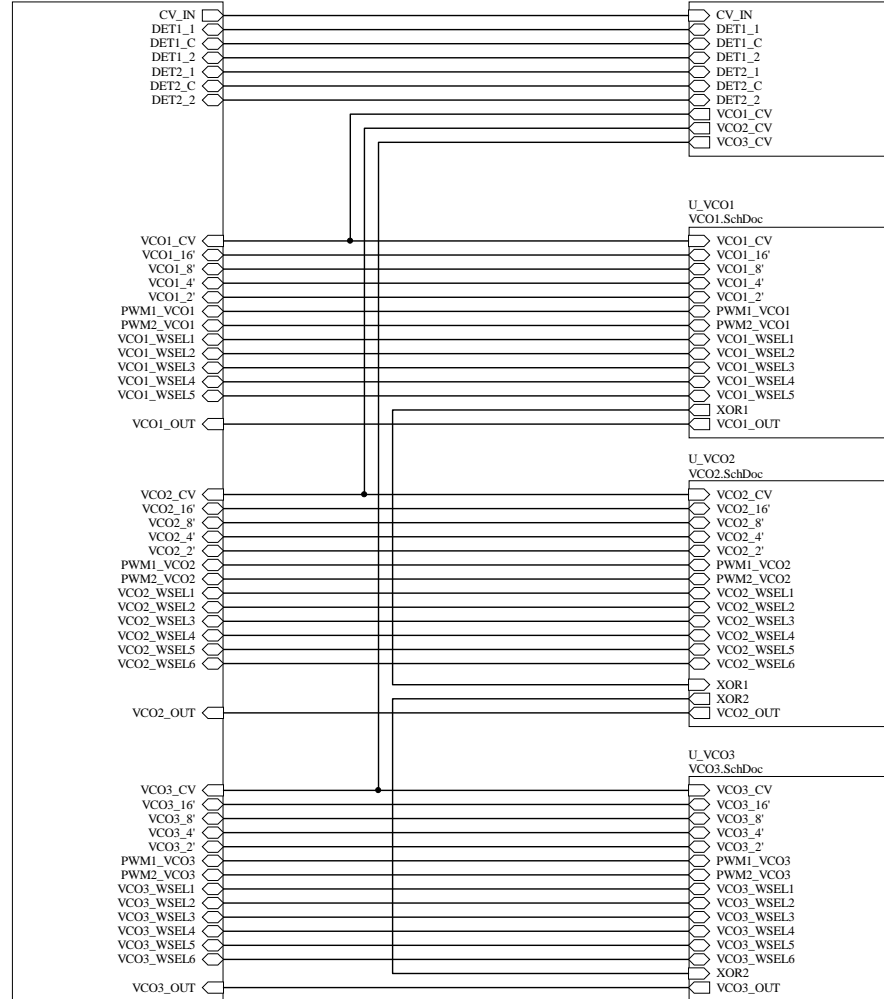 CV_IN CV_IN
DET1_1 DET1_1
DET1_C DET1_C
DET1_2 DET1_2
DET2_1 DET2_1
DET2_C DET2_C
DET2_2 DET2_2
VCO1_CV
VCO2_CV
VCO3_CV
U_VCO1
VCO1.SchDoc
VCO1_CV VCO1_CV
VCO1_16' VCO1_16'
VCO1_8' VCO1_8'
VCO1_4' VCO1_4'
VCO1_2' VCO1_2'
PWM1_VCO1 PWM1_VCO1
PWM2_VCO1 PWM2_VCO1
VCO1_WSEL1 VCO1_WSEL1
VCO1_WSEL2 VCO1_WSEL2
VCO1_WSEL3 VCO1_WSEL3
VCO1_WSEL4 VCO1_WSEL4
VCO1_WSEL5 VCO1_WSEL5
XOR1
VCO1_OUT VCO1_OUT
U_VCO2
VCO2.SchDoc
VCO2_CV VCO2_CV
VCO2_16' VCO2_16'
VCO2_8' VCO2_8'
VCO2_4' VCO2_4'
VCO2_2' VCO2_2'
PWM1_VCO2 PWM1_VCO2
PWM2_VCO2 PWM2_VCO2
VCO2_WSEL1 VCO2_WSEL1
VCO2_WSEL2 VCO2_WSEL2
VCO2_WSEL3 VCO2_WSEL3
VCO2_WSEL4 VCO2_WSEL4
VCO2_WSEL5 VCO2_WSEL5
VCO2_WSEL6 VCO2_WSEL6
XOR1
XOR2
VCO2_OUT VCO2_OUT
U_VCO3
VCO3.SchDoc
VCO3_CV VCO3_CV
VCO3_16' VCO3_16'
VCO3_8' VCO3_8'
VCO3_4' VCO3_4'
VCO3_2' VCO3_2'
PWM1_VCO3 PWM1_VCO3
PWM2_VCO3 PWM2_VCO3
VCO3_WSEL1 VCO3_WSEL1
VCO3_WSEL2 VCO3_WSEL2
VCO3_WSEL3 VCO3_WSEL3
VCO3_WSEL4 VCO3_WSEL4
VCO3_WSEL5 VCO3_WSEL5
VCO3_WSEL6 VCO3_WSEL6
XOR2
VCO3_OUT VCO3_OUT